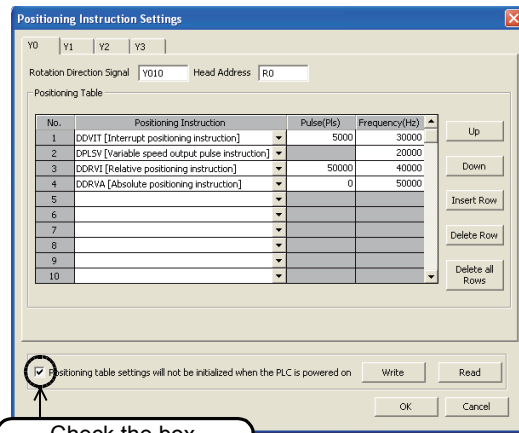 Positioning Instruction Settings
Y0 Y1 Y2 Y3
Rotation Direction Signal Y010 Head Address R0
Positioning Table
No. Positioning Instruction Pulse(Pls) Frequency(Hz)
1 DDVIT [Interrupt positioning instruction] 5000 30000
2 DPLSV [Variable speed output pulse instruction] 20000
3 DDRVI [Relative positioning instruction] 50000 40000
4 DDRVA [Absolute positioning instruction] 0 50000
5
6
7
8
9
10
Up
Down
Insert Row
Delete Row
Delete all
Rows
Positioning table settings will not be initialized when the PLC is powered on Write Read
OK Cancel
Check the box